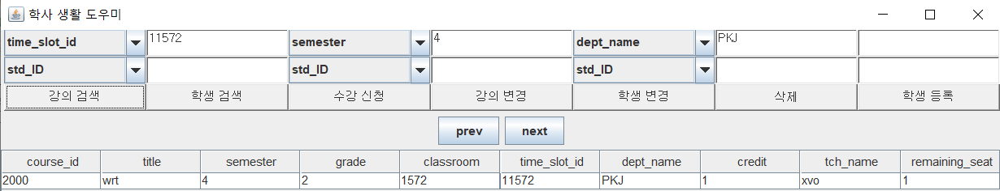 학사 생활 도우미
time_slot_id 11572 semester 4 dept_name PKJ
std_ID std_ID std_ID
강의 검색 학생 검색 수강 신청 강의 변경 학생 변경 삭제 학생 등록
prev next
course_id title semester grade classroom time_slot_id dept_name credit tch_name remaining_seat
2000 wrt 4 2 1572 11572 PKJ 1 xvo 1